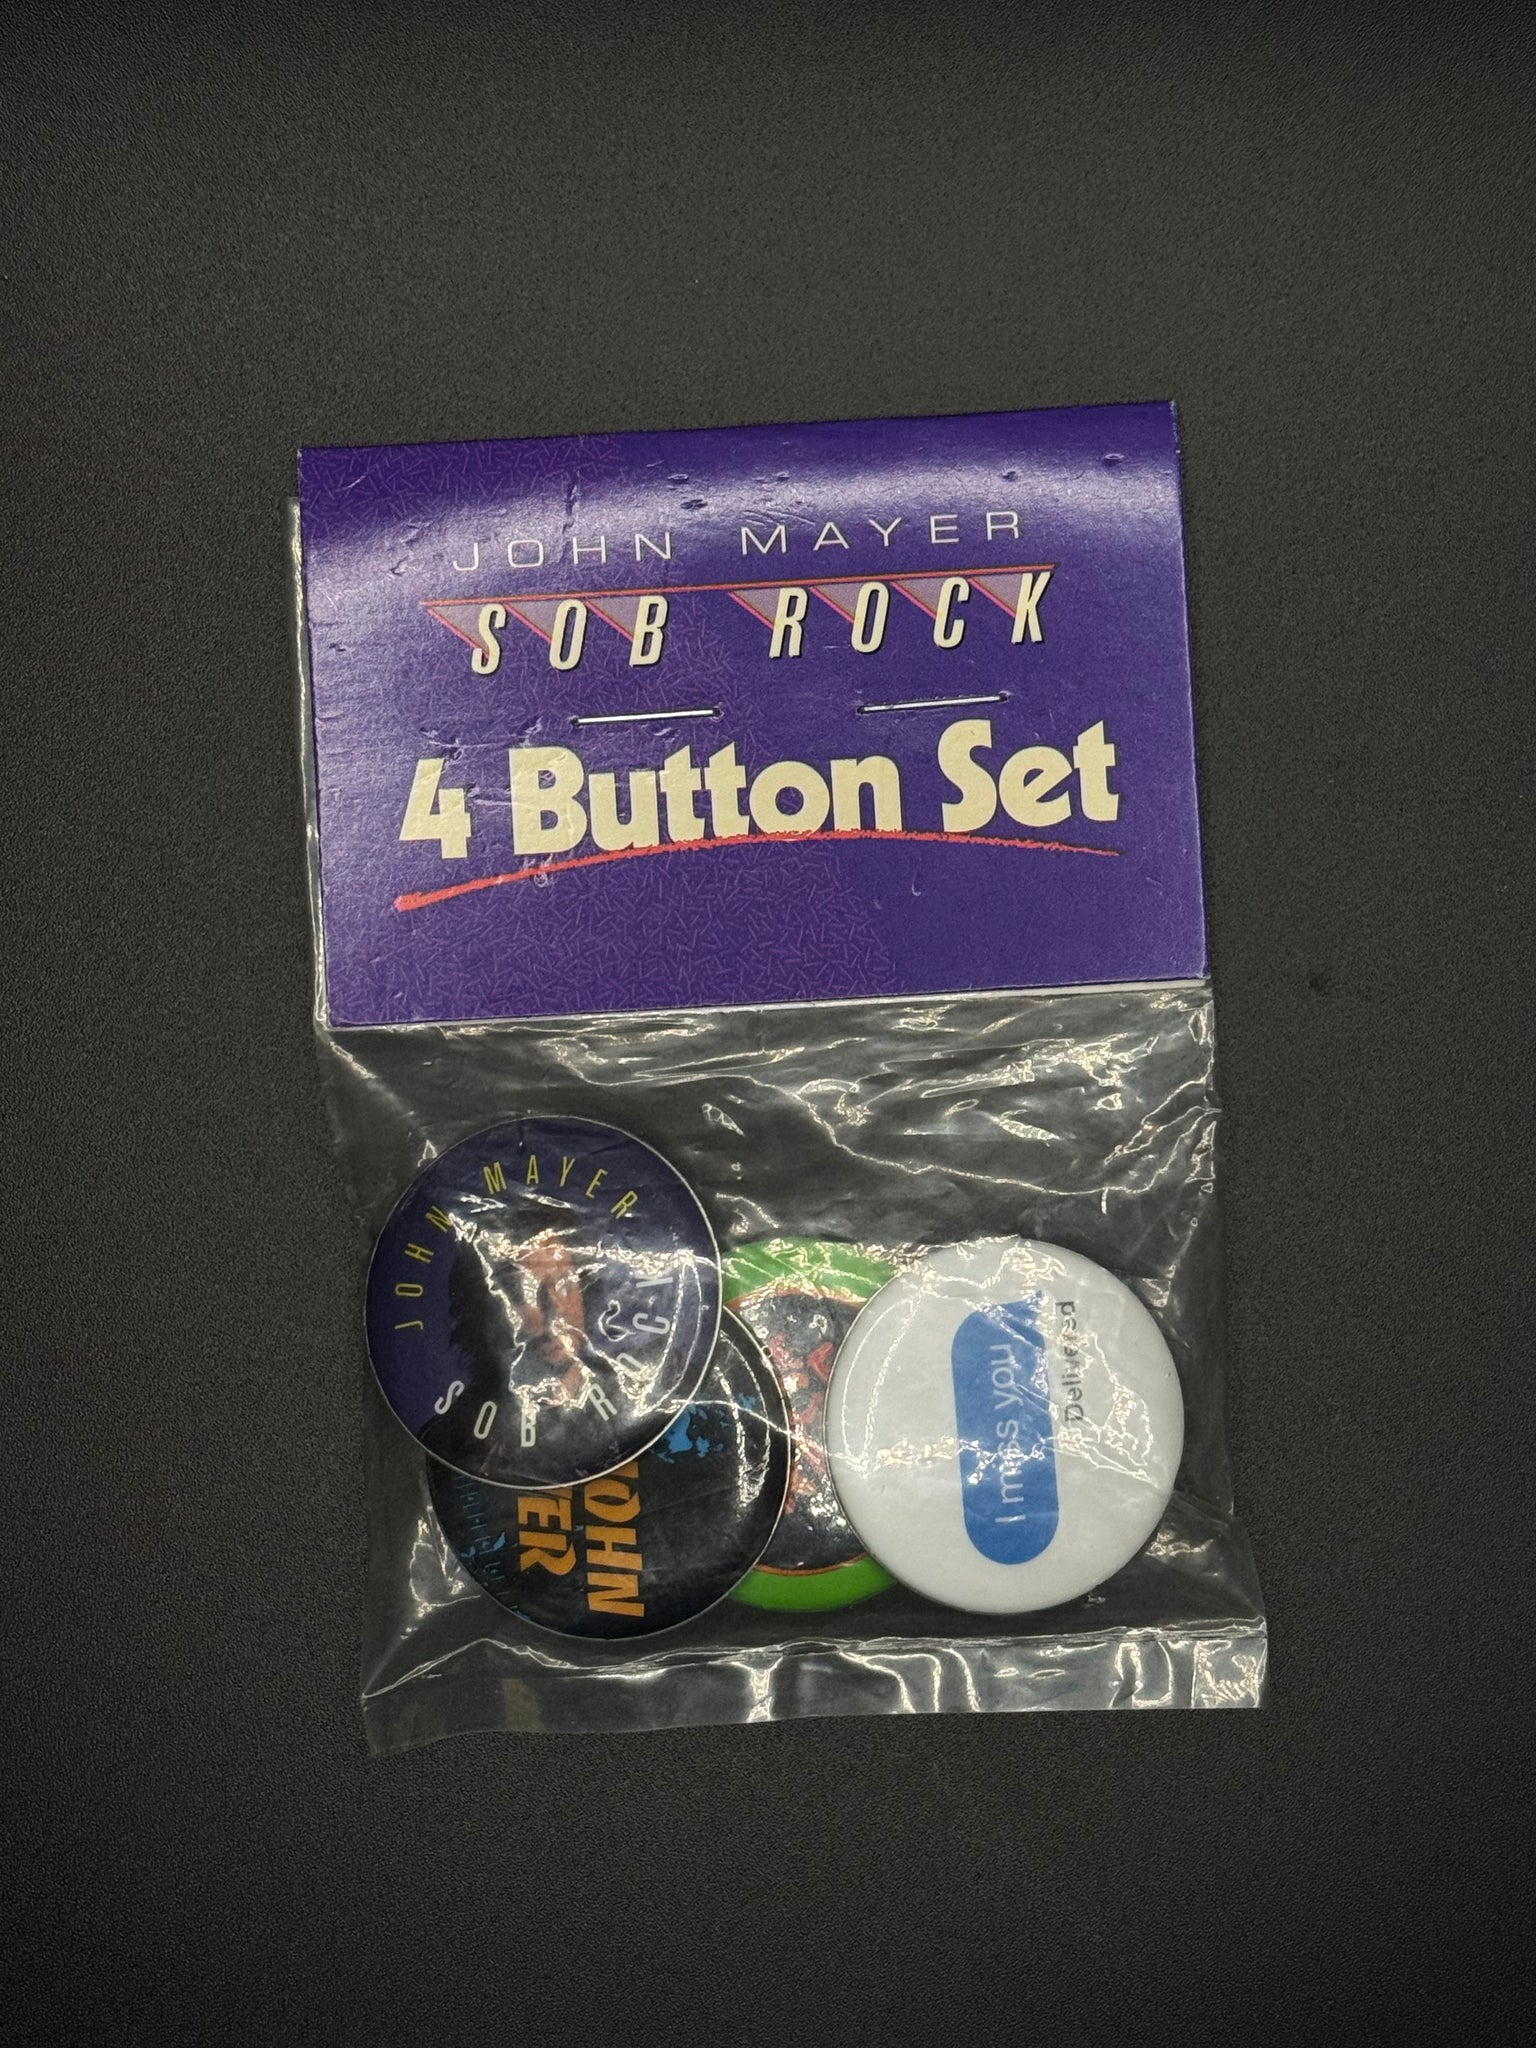 JOHN MAYER
SOB ROCK
4 Button Set
JOHN MAYER
SOB ROCK
JOHN
YER
I miss you
Delivered